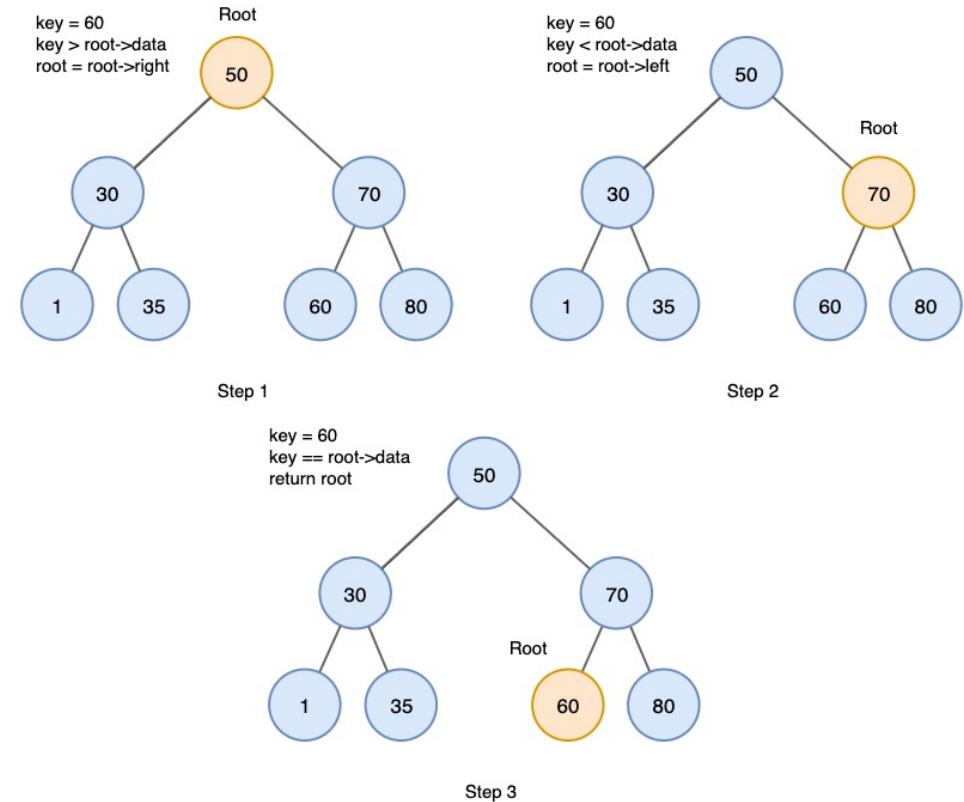 key = 60
key > root->data
root = root->right
Root
50
30
70
1
35
60
80
Step 1
key = 60
key < root->data
root = root->left
50
Root
30
70
1
35
60
80
Step 2
key = 60
key == root->data
return root
50
30
70
Root
1
35
60
80
Step 3